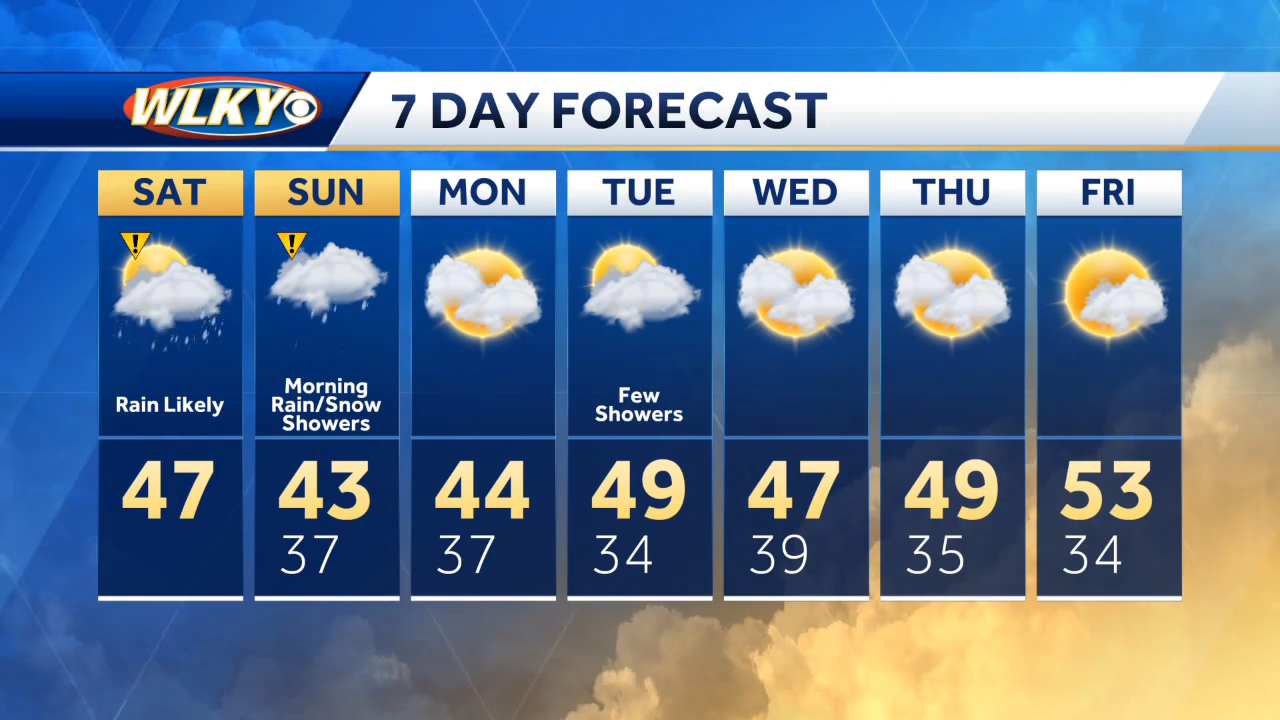 WLKY
7 DAY FORECAST
SAT
SUN
MON
TUE
WED
THU
FRI
!
!
Rain Likely
Morning
Rain/Snow
Showers
Few
Showers
47
43
44
49
47
49
53
37
37
34
39
35
34